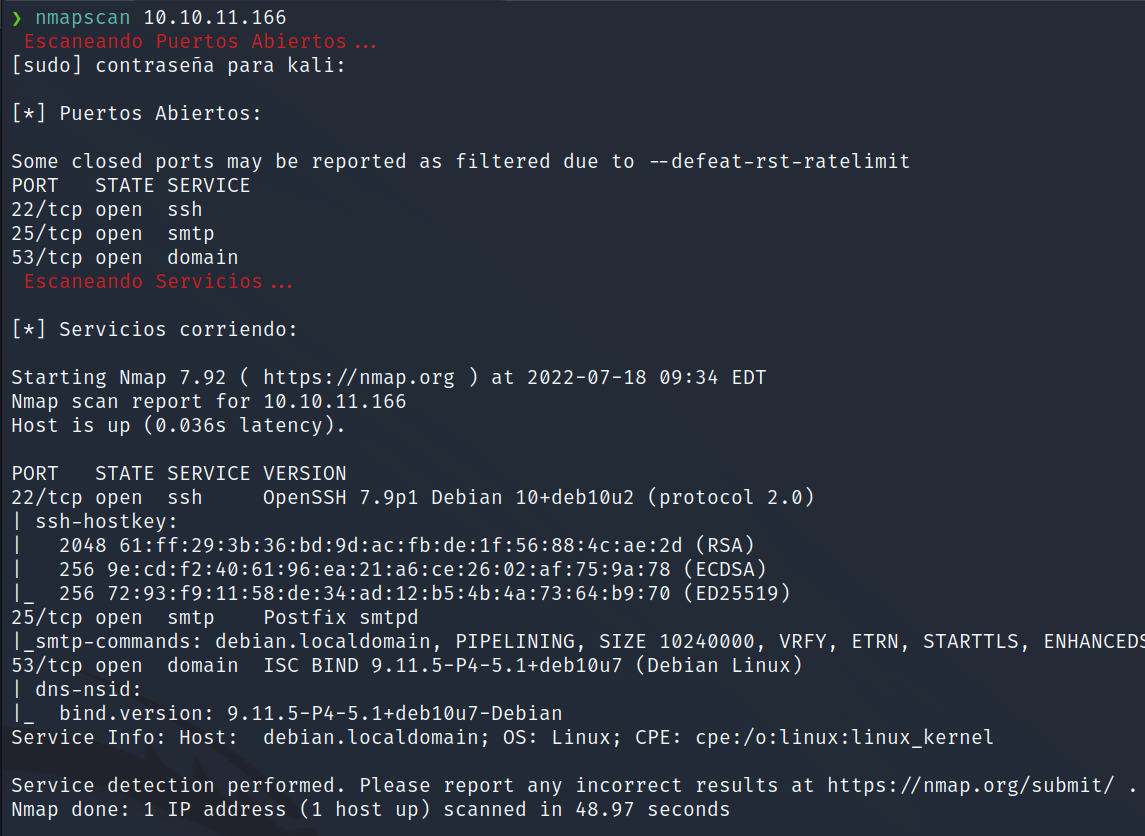 ❯ nmapscan 10.10.11.166
Escaneando Puertos Abiertos...
[sudo] contraseña para kali:
[*] Puertos Abiertos:
Some closed ports may be reported as filtered due to --defeat-rst-ratelimit
PORT   STATE SERVICE
22/tcp open  ssh
25/tcp open  smtp
53/tcp open  domain
Escaneando Servicios...
[*] Servicios corriendo:
Starting Nmap 7.92 ( https://nmap.org ) at 2022-07-18 09:34 EDT
Nmap scan report for 10.10.11.166
Host is up (0.036s latency).
PORT   STATE SERVICE VERSION
22/tcp open  ssh     OpenSSH 7.9p1 Debian 10+deb10u2 (protocol 2.0)
| ssh-hostkey:
|   2048 61:ff:29:3b:36:bd:9d:ac:fb:de:1f:56:88:4c:ae:2d (RSA)
|   256 9e:cd:f2:40:61:96:ea:21:a6:ce:26:02:af:75:9a:78 (ECDSA)
|_  256 72:93:f9:11:58:de:34:ad:12:b5:4b:4a:73:64:b9:70 (ED25519)
25/tcp open  smtp    Postfix smtpd
|_smtp-commands: debian.localdomain, PIPELINING, SIZE 10240000, VRFY, ETRN, STARTTLS, ENHANCEDS
53/tcp open  domain  ISC BIND 9.11.5-P4-5.1+deb10u7 (Debian Linux)
| dns-nsid:
|_  bind.version: 9.11.5-P4-5.1+deb10u7-Debian
Service Info: Host:  debian.localdomain; OS: Linux; CPE: cpe:/o:linux:linux_kernel
Service detection performed. Please report any incorrect results at https://nmap.org/submit/ .
Nmap done: 1 IP address (1 host up) scanned in 48.97 seconds